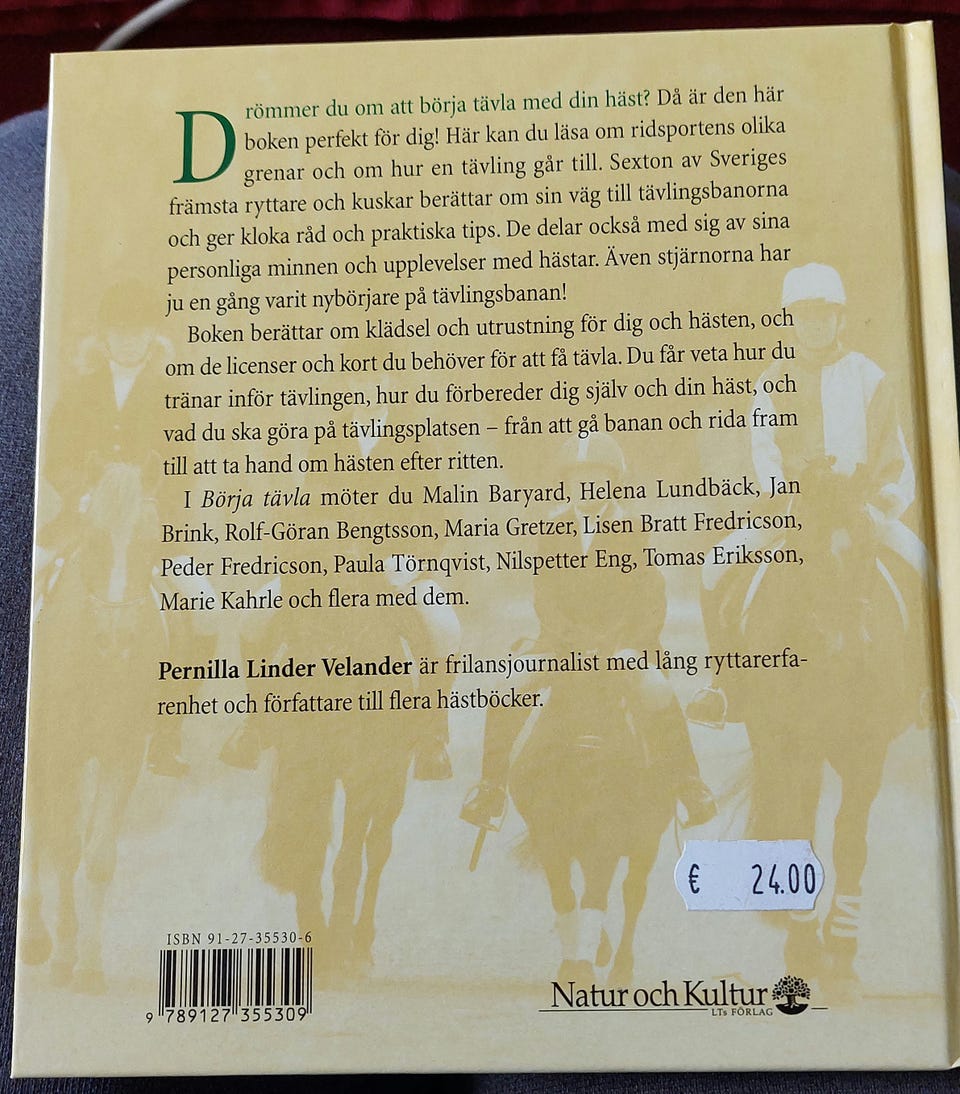 Drömmer du om att börja tävla med din häst? Då är den här
boken perfekt för dig! Här kan du läsa om ridsportens olika
grenar och om hur en tävling går till. Sexton av Sveriges
främsta ryttare och kuskar berättar om sin väg till tävlingsbanorna
och ger kloka råd och praktiska tips. De delar också med sig av sina
personliga minnen och upplevelser med hästar. Även stjärnorna har
ju en gång varit nybörjare på tävlingsbanan!
Boken berättar om klädsel och utrustning för dig och hästen, och
om de licenser och kort du behöver för att få tävla. Du får veta hur du
tränar inför tävlingen, hur du förbereder dig själv och din häst, och
vad du ska göra på tävlingsplatsen – från att gå banan och rida fram
till att ta hand om hästen efter ritten.
I Börja tävla möter du Malin Baryard, Helena Lundbäck, Jan
Brink, Rolf-Göran Bengtsson, Maria Gretzer, Lisen Bratt Fredricson,
Peder Fredricson, Paula Törnqvist, Nilspetter Eng, Tomas Eriksson,
Marie Kahrle och flera med dem.
Pernilla Linder Velander är frilansjournalist med lång ryttarerfa-
renhet och författare till flera hästböcker.
€ 24.00
ISBN 91-27-35530-6
9 789127 355309
Natur och Kultur
LTs FÖRLAG